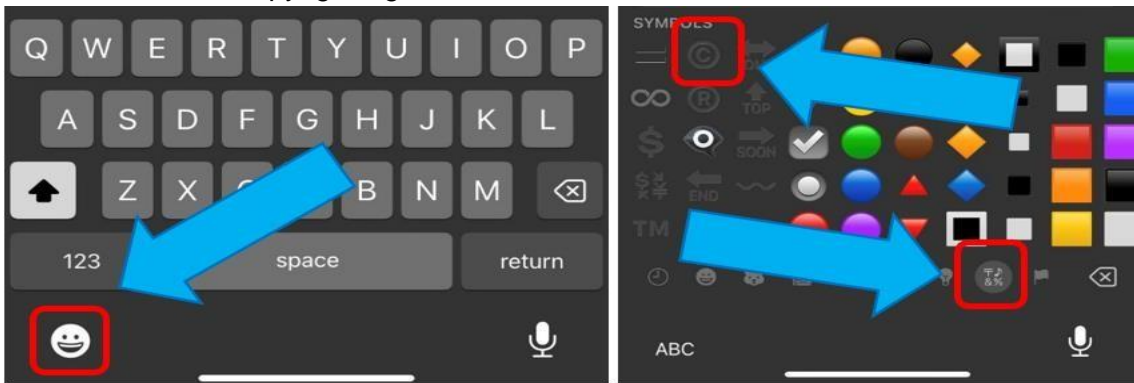 Q W E R T Y U I O P
A S D F G H J K L
Z X B N M
123 space return
SYMBOLS
©
® TOP
$ SOON
END
TM
ABC